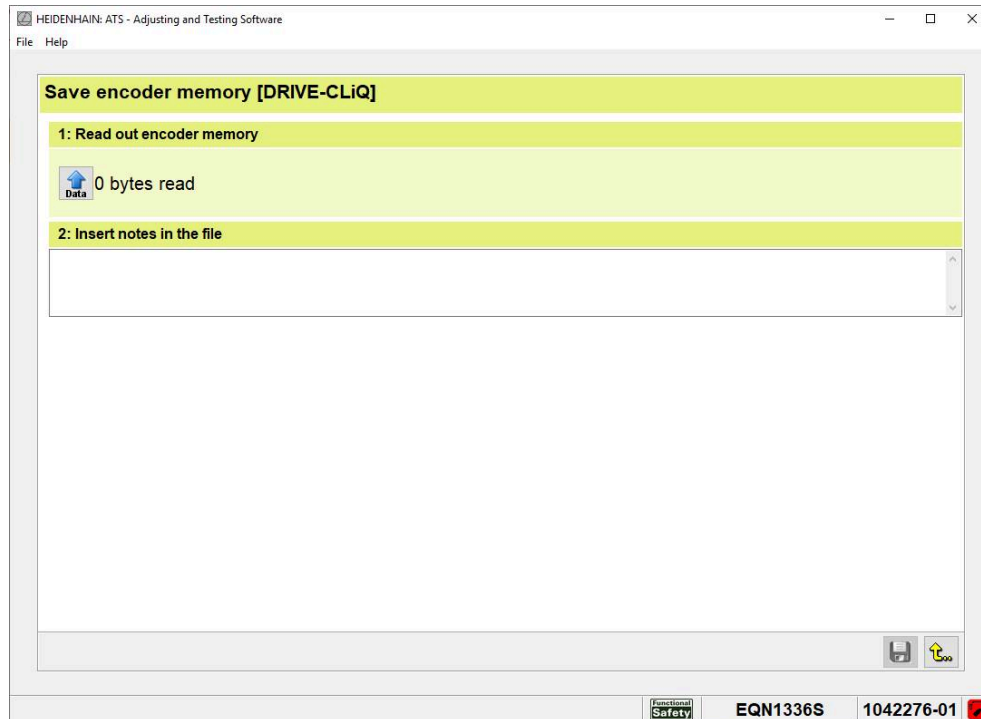 HEIDENHAIN: ATS - Adjusting and Testing Software
File Help
Save encoder memory [DRIVE-CLiQ]
1: Read out encoder memory
Data 0 bytes read
2: Insert notes in the file
Functional
Safety EQN1336S 1042276-01